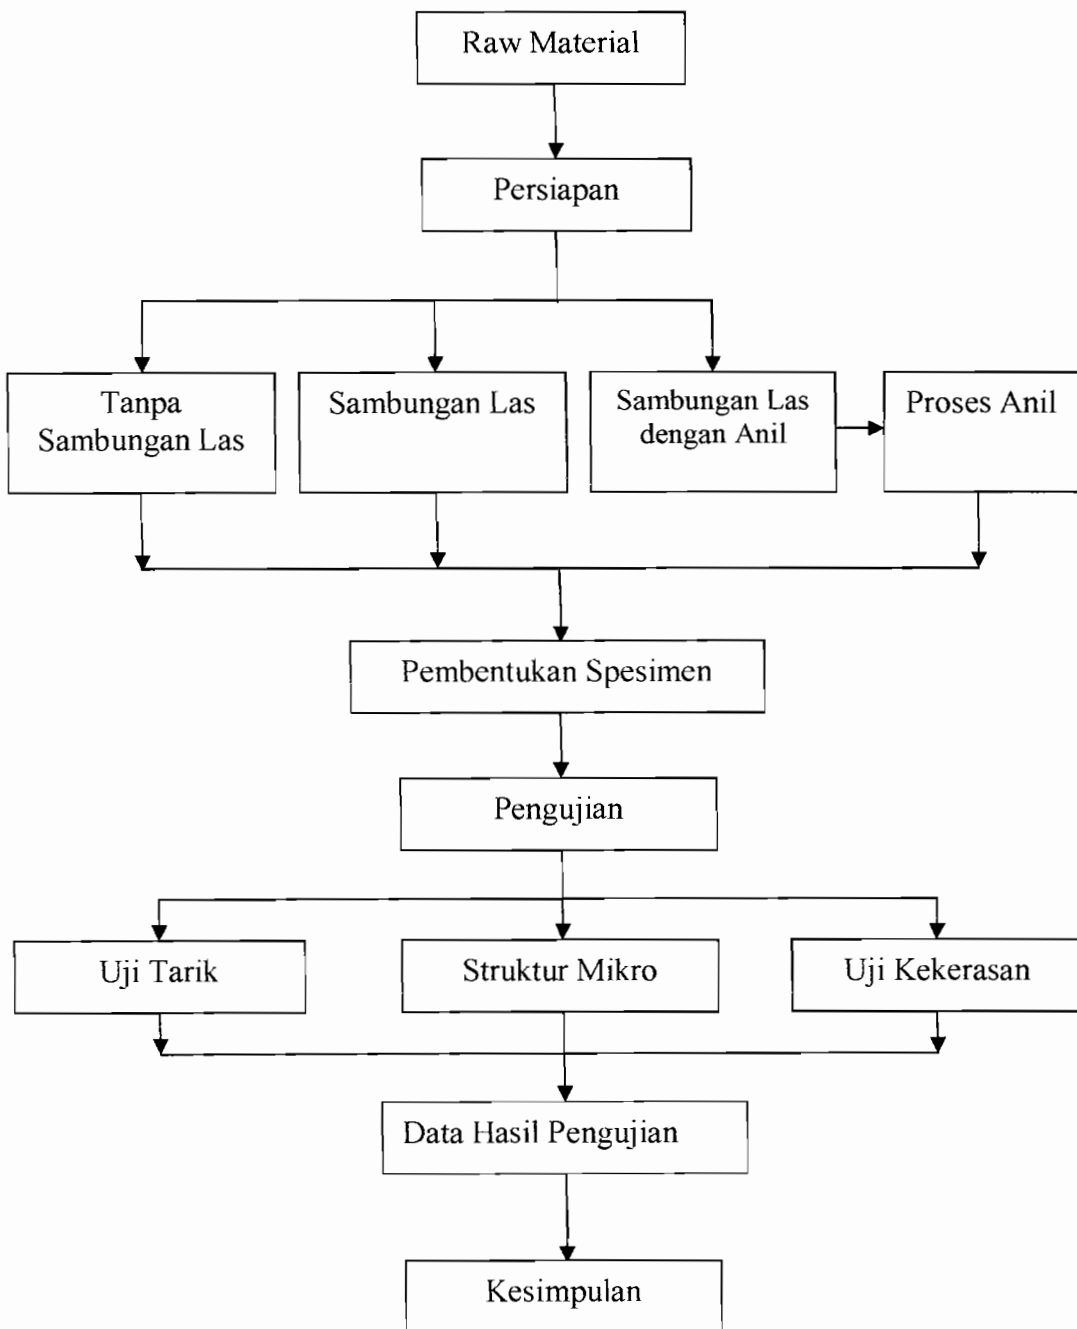 Raw Material
Persiapan
Tanpa
Sambungan Las
Sambungan Las
Sambungan Las
dengan Anil
Proses Anil
Pembentukan Spesimen
Pengujian
Uji Tarik
Struktur Mikro
Uji Kekerasan
Data Hasil Pengujian
Kesimpulan